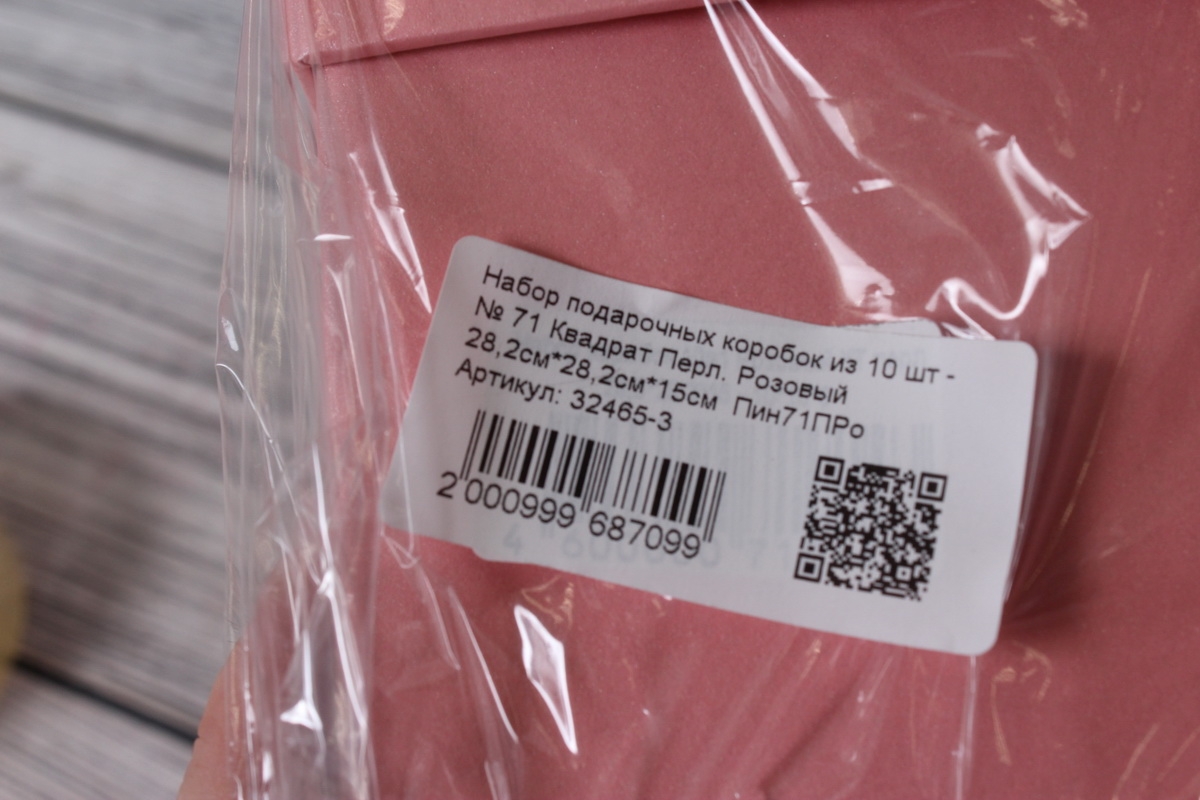 Набор подарочных коробок из 10 шт -
№ 71 Квадрат Перл. Розовый
28,2см*28,2см*15см Пин71ПРо
Артикул: 32465-3
2 000999 687099